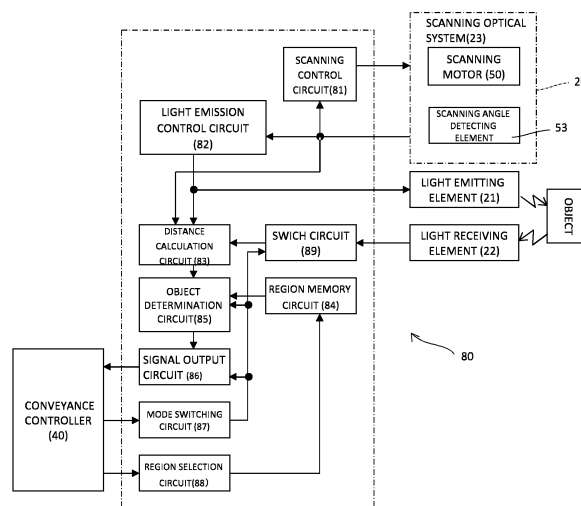 SCANNING OPTICAL
SYSTEM(23)
SCANNING
MOTOR (50)
SCANNING ANGLE
DETECTING
ELEMENT
53
2
SCANNING
CONTROL
CIRCUIT(81)
LIGHT EMISSION
CONTROL CIRCUIT
(82)
LIGHT EMITTING
ELEMENT (21)
OBJECT
DISTANCE
CALCULATION
CIRCUIT (83)
SWICH CIRCUIT
(89)
LIGHT RECEIVING
ELEMENT (22)
OBJECT
DETERMINATION
CIRCUIT(85)
REGION MEMORY
CIRCUIT (84)
80
SIGNAL OUTPUT
CIRCUIT (86)
CONVEYANCE
CONTROLLER
(40)
MODE SWITCHING
CIRCUIT (87)
REGION SELECTION
CIRCUIT(88)